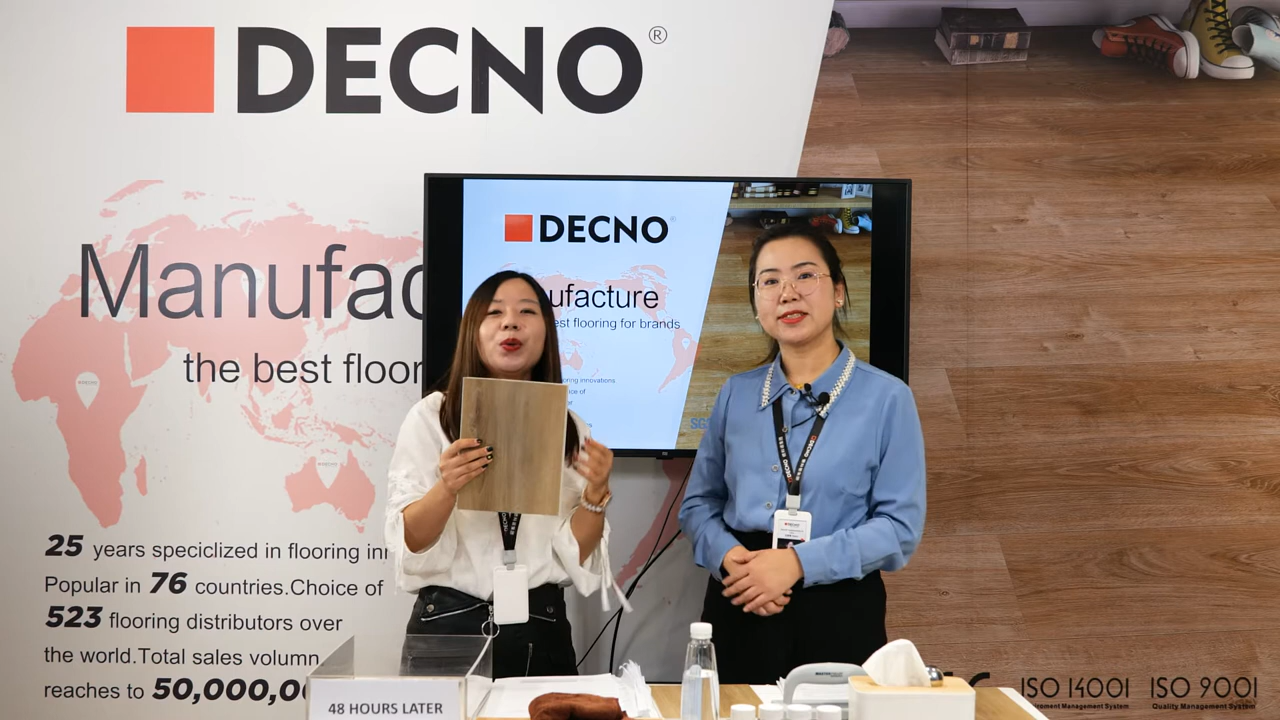 DECNO®
DECNO
Manufac
ufacture
the best floor
est flooring for brands
25 years speciclized in flooring in
Popular in 76 countries.Choice of
523 flooring distributors over
the world.Total sales volumn
reaches to 50,000,0
48 HOURS LATER
ISO 14001 ISO 9001
Quality Management System